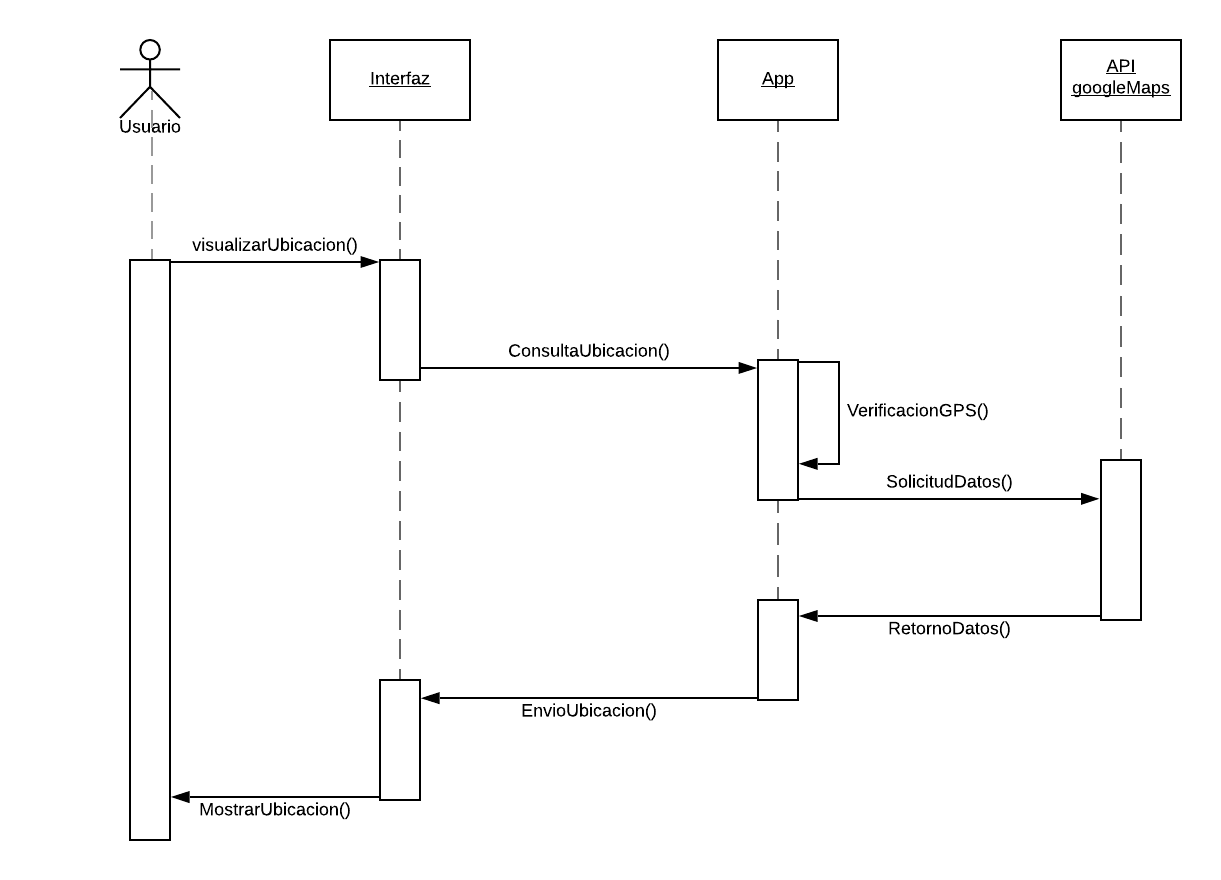 Usuario
Interfaz
App
API
googleMaps
visualizarUbicacion()
ConsultaUbicacion()
VerificacionGPS()
SolicitudDatos()
RetornoDatos()
EnvioUbicacion()
MostrarUbicacion()